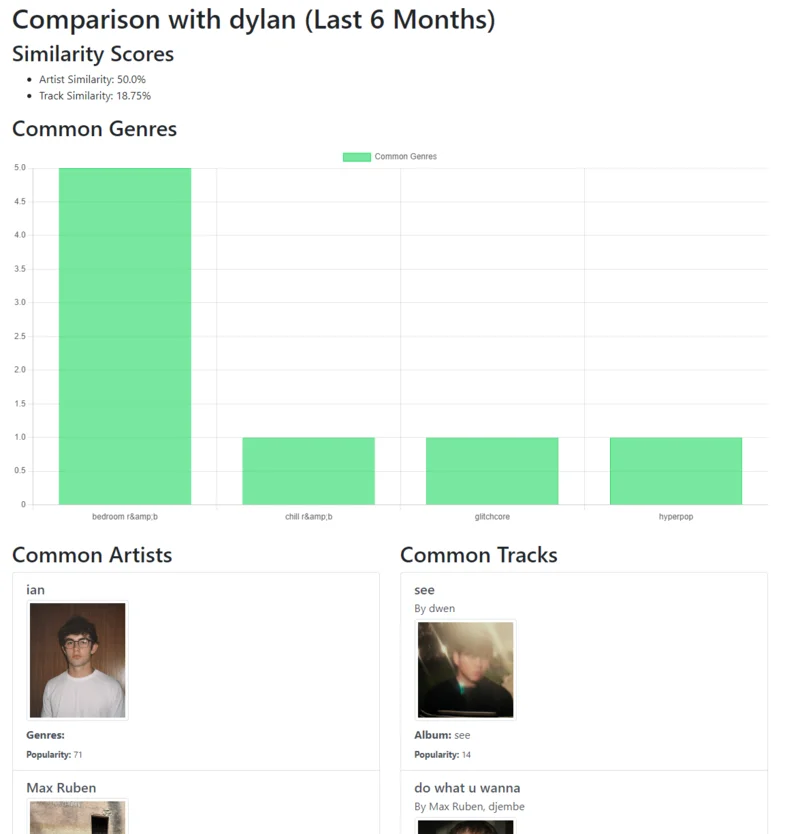 Comparison with dylan (Last 6 Months)
Similarity Scores
Artist Similarity: 50.0%
Track Similarity: 18.75%
Common Genres
Common Genres
5.0
4.5
4.0
3.5
3.0
2.5
2.0
1.5
1.0
0.5
0
bedroom r&amp;b
chill r&amp;b
glitchcore
hyperpop
Common Artists
ian
Genres:
Popularity: 71
Max Ruben
Common Tracks
see
By dwen
Album: see
Popularity: 14
do what u wanna
By Max Ruben, djembe